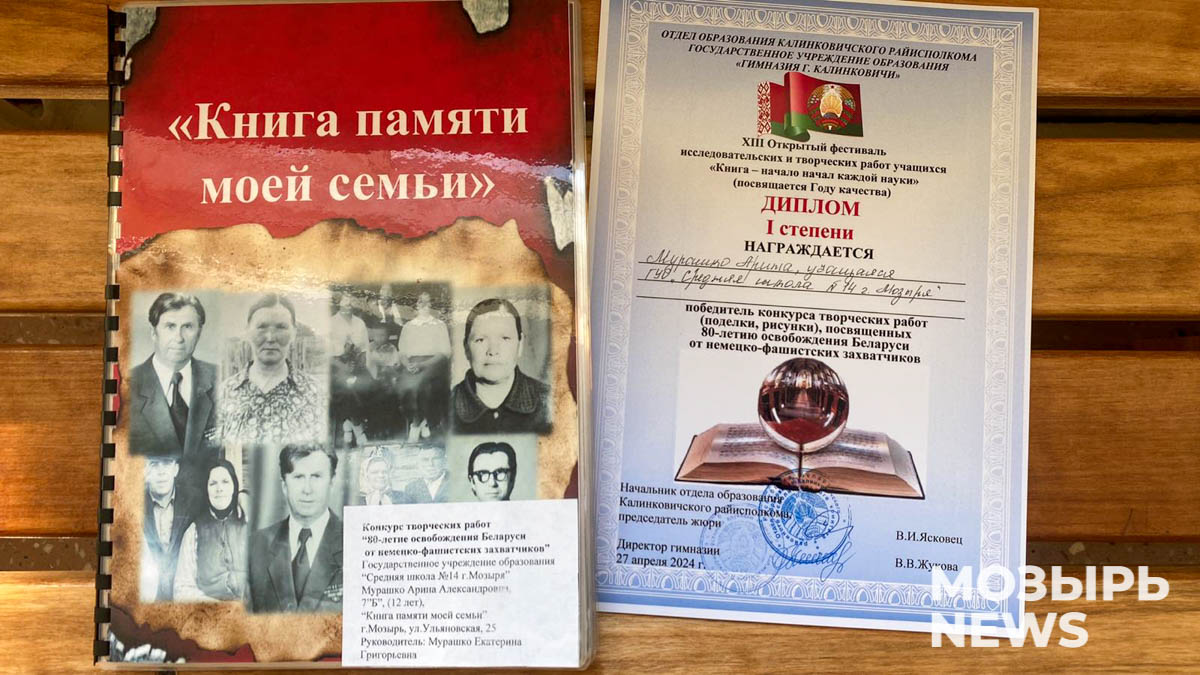 «Книга памяти
моей семьи»
Конкурс творческих работ
“80-летие освобождения Беларуси
от немецко-фашистских захватчиков”
Государственное учреждение образования
“Средняя школа №14 г.Мозыря”
Мурашко Арина Александровна,
7”Б”, (12 лет),
“Книга памяти моей семьи”
г.Мозырь, ул.Ульяновская, 25
Руководитель: Мурашко Екатерина
Григорьевна
ОТДЕЛ ОБРАЗОВАНИЯ КАЛИНКОВИЧСКОГО РАЙИСПОЛКОМА
ГОСУДАРСТВЕННОЕ УЧРЕЖДЕНИЕ ОБРАЗОВАНИЯ
«ГИМНАЗИЯ Г. КАЛИНКОВИЧИ»
XIII Открытый фестиваль
исследовательских и творческих работ учащихся
«Книга – начало начал каждой науки»
(посвящается Году качества)
ДИПЛОМ
I степени
НАГРАЖДАЕТСЯ
Мурашко Арина, учащаяся
ГУО "Средняя школа №14 г. Мозыря"
победитель конкурса творческих работ
(поделки, рисунки), посвященных
80-летию освобождения Беларуси
от немецко-фашистских захватчиков
Начальник отдела образования
Калинковичского райисполкома,
председатель жюри
В.И.Ясковец
Директор гимназии
В.В.Жукова
27 апреля 2024 г.
МОЗЫРЬ
NEWS